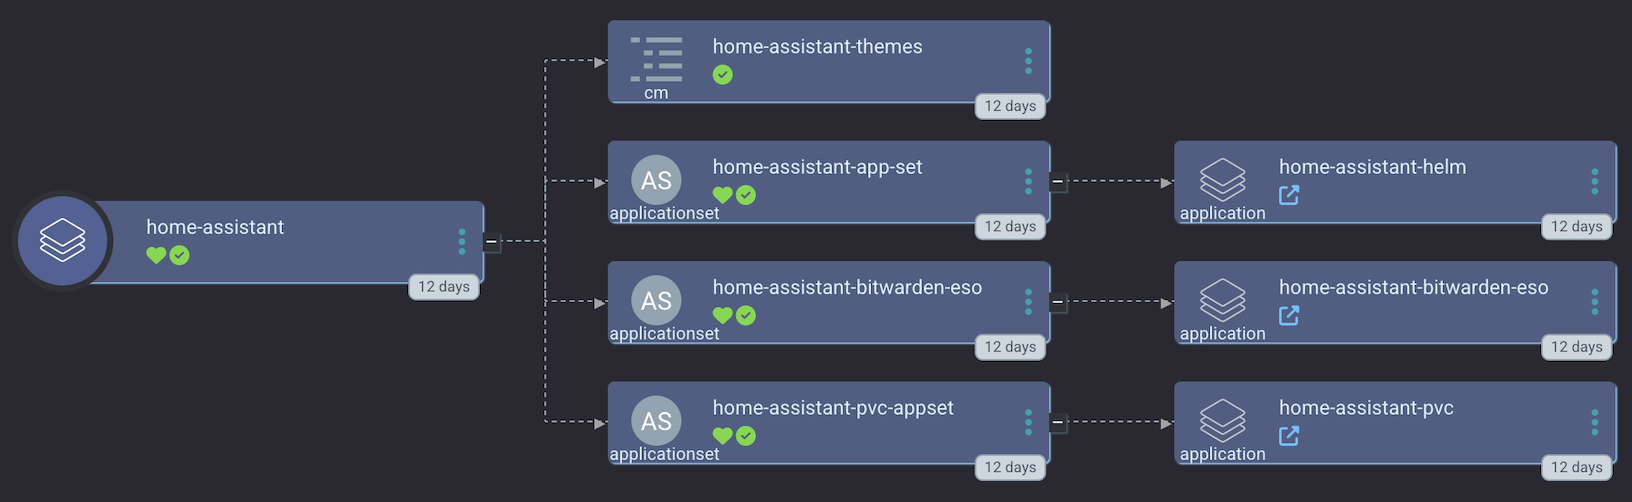 home-assistant
12 days
home-assistant-themes
cm
12 days
AS
home-assistant-app-set
applicationset
12 days
home-assistant-helm
application
12 days
AS
home-assistant-bitwarden-eso
applicationset
12 days
home-assistant-bitwarden-eso
application
12 days
AS
home-assistant-pvc-appset
applicationset
12 days
home-assistant-pvc
application
12 days